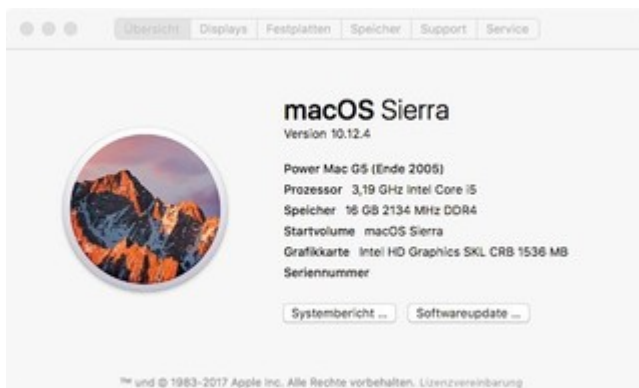 Übersicht Displays Festplatten Speicher Support Service
macOS Sierra
Version 10.12.4
Power Mac G5 (Ende 2005)
Prozessor 3,19 GHz Intel Core i5
Speicher 16 GB 2134 MHz DDR4
Startvolume macOS Sierra
Grafikkarte Intel HD Graphics SKL CRB 1536 MB
Seriennummer
Systembericht ... Softwareupdate ...
™ und © 1983-2017 Apple Inc. Alle Rechte vorbehalten. Lizenzvereinbarung